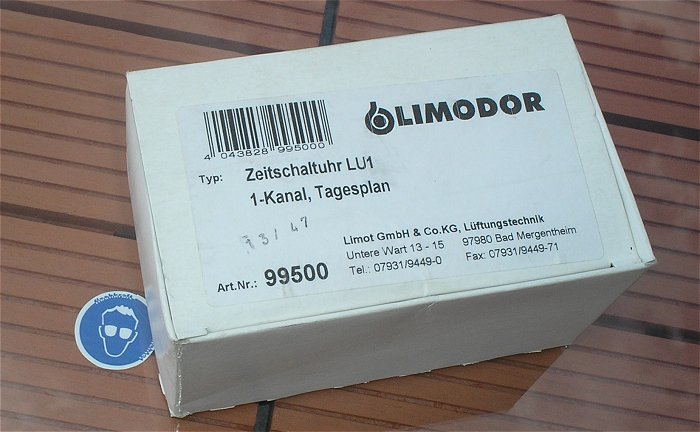 LIMODOR
4 043828 995000
Typ: Zeitschaltuhr LU1
1-Kanal, Tagesplan
Limot GmbH & Co.KG, Lüftungstechnik
Untere Wart 13 - 15 97980 Bad Mergentheim
Tel.: 07931/9449-0 Fax: 07931/9449-71
Art.Nr.: 99500